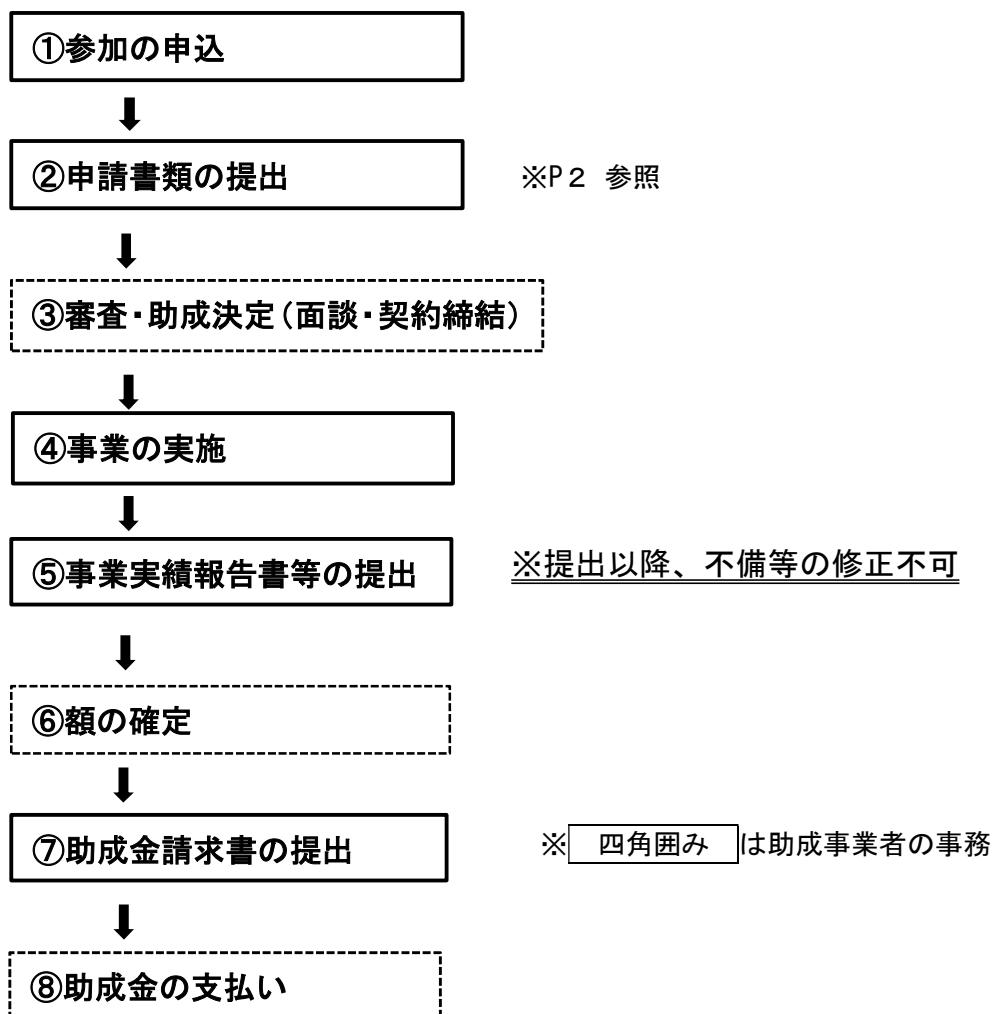 ①参加の申込
②申請書類の提出
※P2 参照
③審査・助成決定（面談・契約締結）
④事業の実施
⑤事業実績報告書等の提出
※提出以降、不備等の修正不可
⑥額の確定
⑦助成金請求書の提出
※ 四角囲み は助成事業者の事務
⑧助成金の支払い